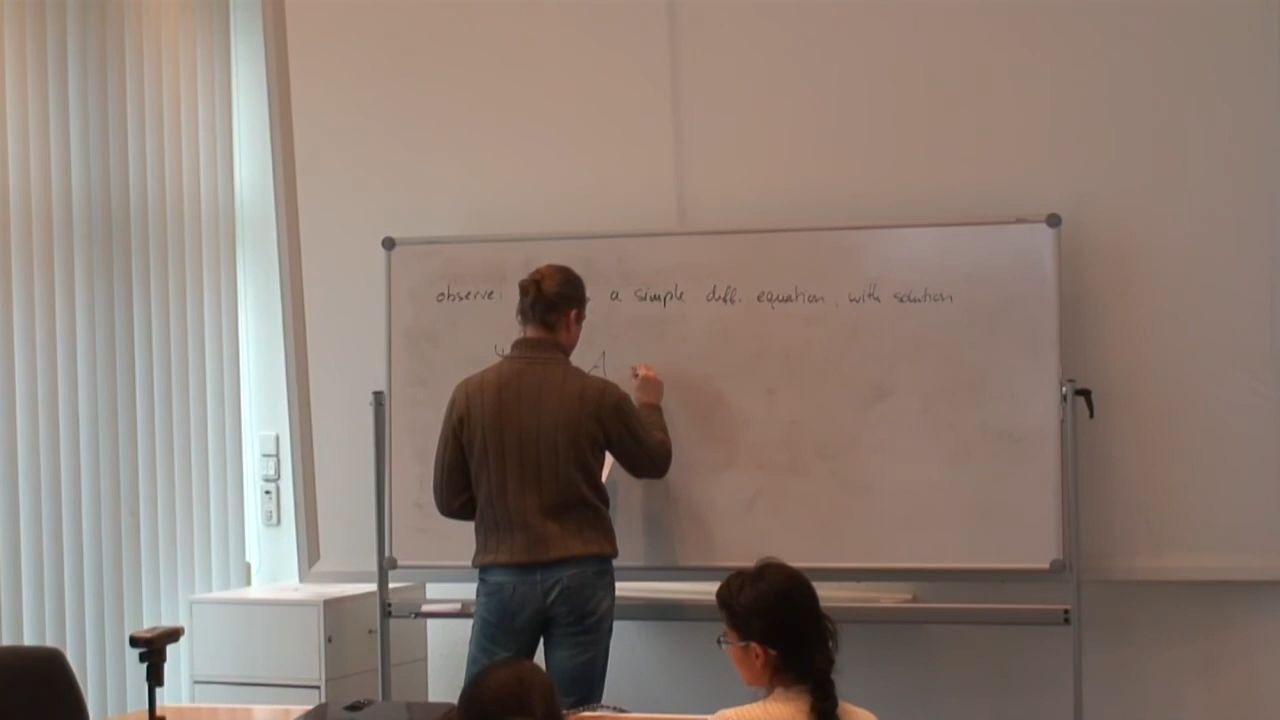 observe: a simple diff. equation, with solution
A